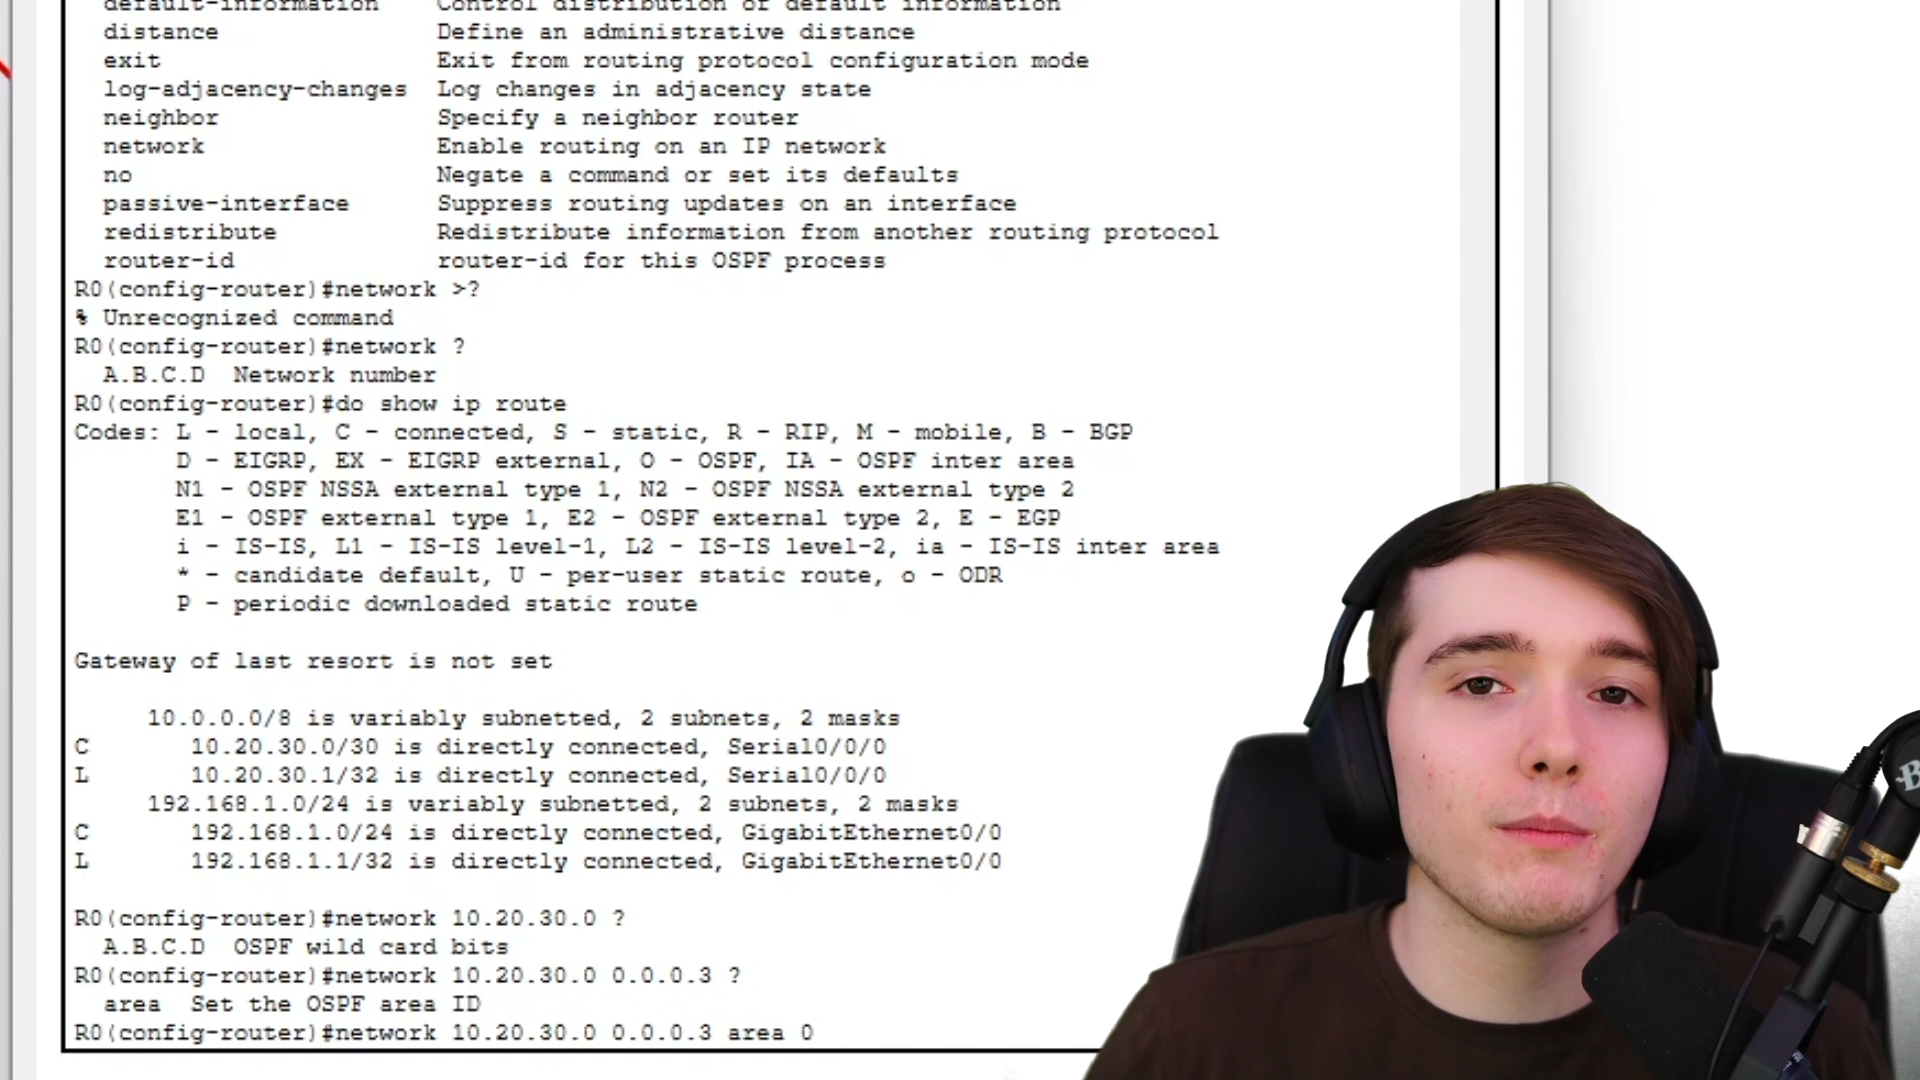 default-information Control distribution of default information
distance Define an administrative distance
exit Exit from routing protocol configuration mode
log-adjacency-changes Log changes in adjacency state
neighbor Specify a neighbor router
network Enable routing on an IP network
no Negate a command or set its defaults
passive-interface Suppress routing updates on an interface
redistribute Redistribute information from another routing protocol
router-id router-id for this OSPF process
R0(config-router)#network >?
% Unrecognized command
R0(config-router)#network ?
A.B.C.D Network number
R0(config-router)#do show ip route
Codes: L - local, C - connected, S - static, R - RIP, M - mobile, B - BGP
D - EIGRP, EX - EIGRP external, O - OSPF, IA - OSPF inter area
N1 - OSPF NSSA external type 1, N2 - OSPF NSSA external type 2
E1 - OSPF external type 1, E2 - OSPF external type 2, E - EGP
i - IS-IS, L1 - IS-IS level-1, L2 - IS-IS level-2, ia - IS-IS inter area
* - candidate default, U - per-user static route, o - ODR
P - periodic downloaded static route
Gateway of last resort is not set
10.0.0.0/8 is variably subnetted, 2 subnets, 2 masks
C 10.20.30.0/30 is directly connected, Serial0/0/0
L 10.20.30.1/32 is directly connected, Serial0/0/0
192.168.1.0/24 is variably subnetted, 2 subnets, 2 masks
C 192.168.1.0/24 is directly connected, GigabitEthernet0/0
L 192.168.1.1/32 is directly connected, GigabitEthernet0/0
R0(config-router)#network 10.20.30.0 ?
A.B.C.D OSPF wild card bits
R0(config-router)#network 10.20.30.0 0.0.0.3 ?
area Set the OSPF area ID
R0(config-router)#network 10.20.30.0 0.0.0.3 area 0